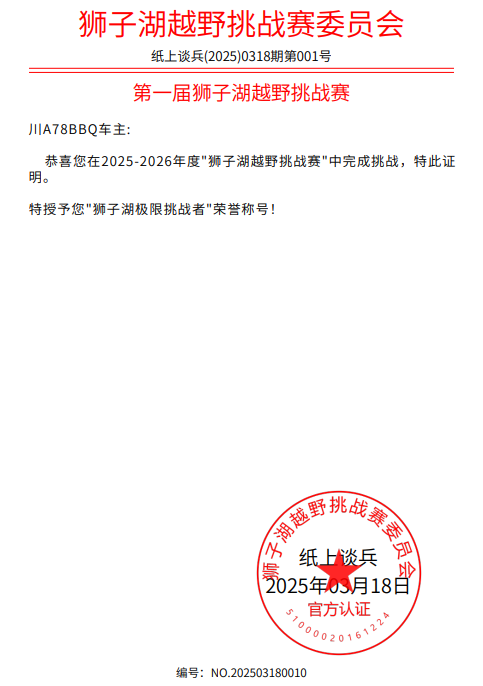 狮子湖越野挑战赛委员会
纸上谈兵(2025)0318期第001号
第一届狮子湖越野挑战赛
川A78BBQ车主:
恭喜您在2025-2026年度"狮子湖越野挑战赛"中完成挑战，特此证
明。
特授予您"狮子湖极限挑战者"荣誉称号！
狮子湖越野挑战赛委员会
纸上谈兵
2025年03月18日
官方认证
5100002016 1224
编号：NO.202503180010